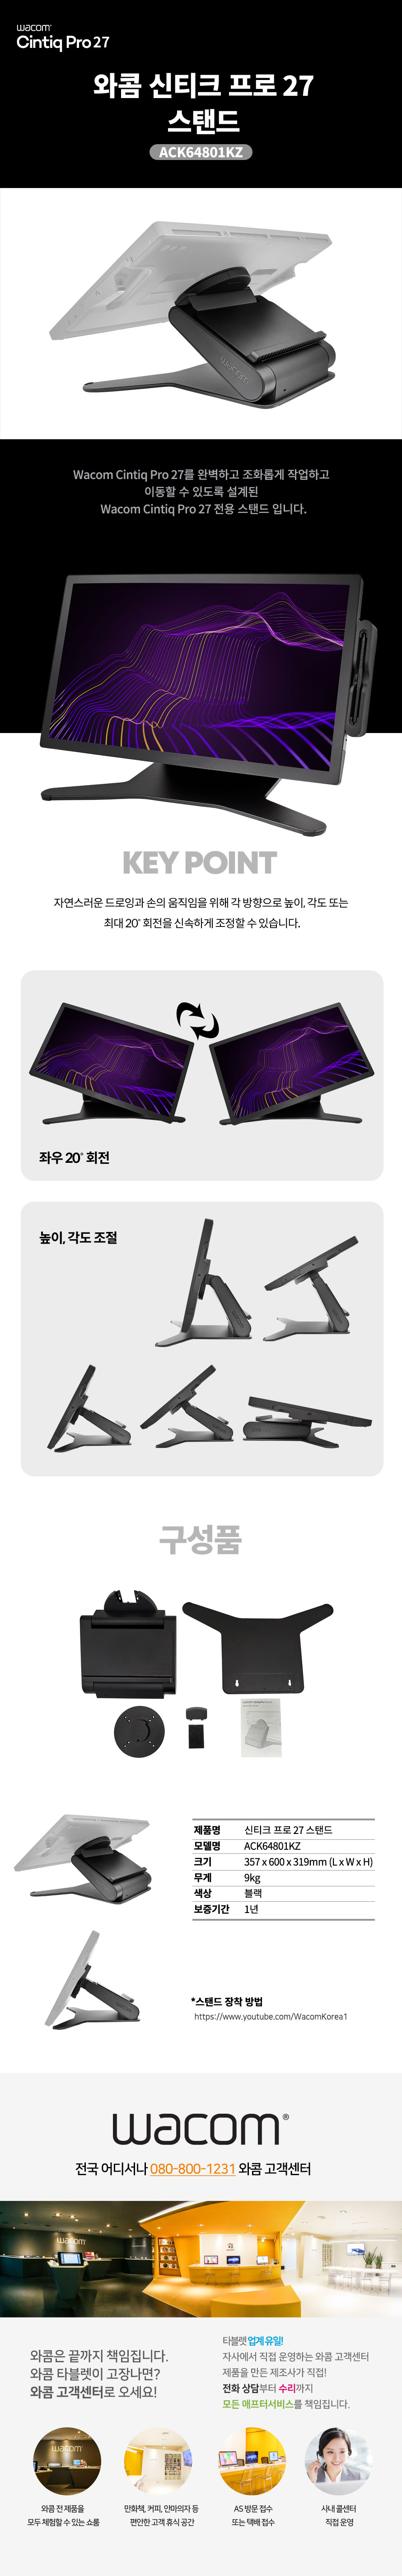 wacom
Cintiq Pro 27
와콤 신티크 프로 27
스탠드
ACK64801KZ
wacom
Wacom Cintiq Pro 27를 완벽하고 조화롭게 작업하고
이동할 수 있도록 설계된
Wacom Cintiq Pro 27 전용 스탠드 입니다.
KEY POINT
자연스러운 드로잉과 손의 움직임을 위해 각 방향으로 높이, 각도 또는
최대 20° 회전을 신속하게 조정할 수 있습니다.
좌우 20° 회전
높이, 각도 조절
구성품
제품명 신티크 프로 27 스탠드
모델명 ACK64801KZ
크기 357 x 600 x 319mm (L x W x H)
무게 9kg
색상 블랙
보증기간 1년
*스탠드 장착 방법
https://www.youtube.com/WacomKorea1
wacom®
전국 어디서나 080-800-1231 와콤 고객센터
wacom
와콤은 끝까지 책임집니다.
와콤 타블렛이 고장나면?
와콤 고객센터로 오세요!
타블렛 업계 유일!
자사에서 직접 운영하는 와콤 고객센터
제품을 만든 제조사가 직접!
전화 상담부터 수리까지
모든 애프터서비스를 책임집니다.
wacom
와콤 전 제품을
모두 체험할 수 있는 쇼룸
만화책, 커피, 안마의자 등
편안한 고객 휴식 공간
AS 방문 접수
또는 택배 접수
사내 콜센터
직접 운영